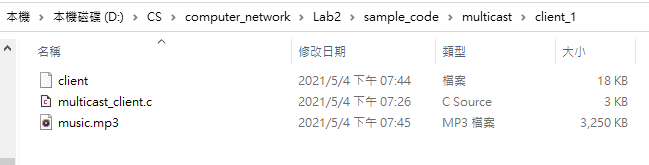 本機 › 本機磁碟 (D:) › CS › computer_network › Lab2 › sample_code › multicast › client_1
名稱 修改日期 類型 大小
client 2021/5/4 下午 07:44 檔案 18 KB
multicast_client.c 2021/5/4 下午 07:26 C Source 3 KB
music.mp3 2021/5/4 下午 07:45 MP3 檔案 3,250 KB